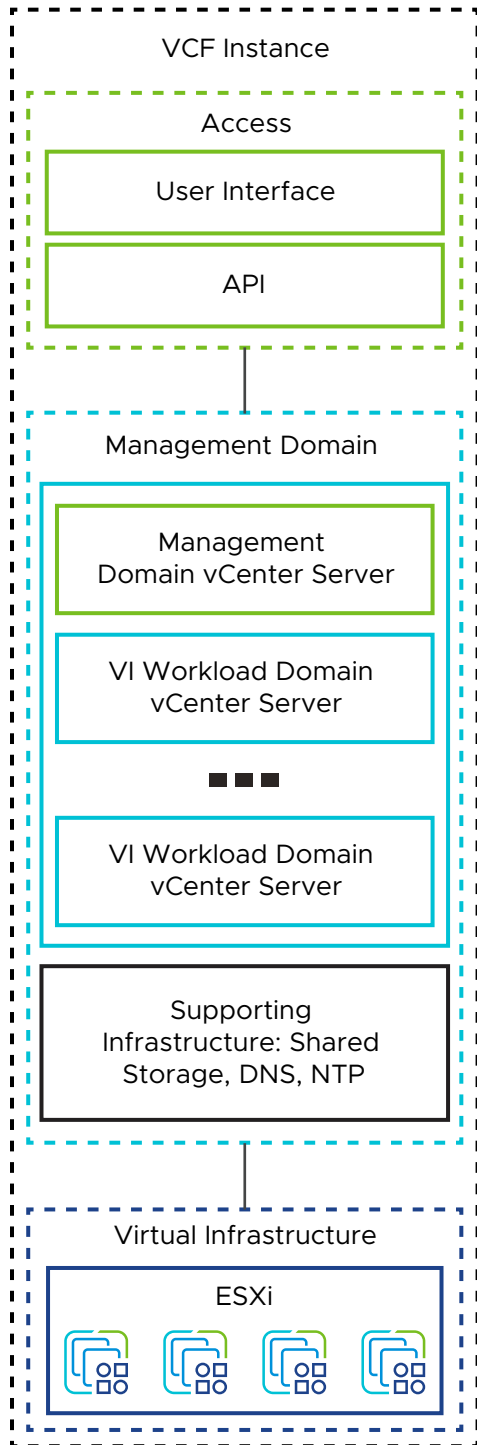 VCF Instance
Access
User Interface
API
Management Domain
Management
Domain vCenter Server
VI Workload Domain
vCenter Server
VI Workload Domain
vCenter Server
Supporting
Infrastructure: Shared
Storage, DNS, NTP
Virtual Infrastructure
ESXi